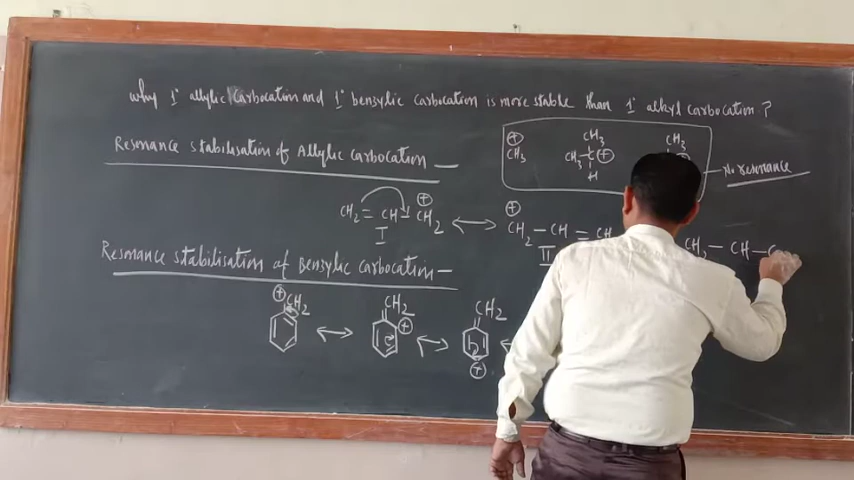 Why 1° allylic Carbocation and 1° benzylic carbocation is more stable than 1° alkyl carbocation ?
⊕ CH3 CH3
CH3 CH3-C⊕
H
No resonance
Resonance stabilisation of Allylic carbocation —
CH2 = CH — ⊕CH2 ⟷ ⊕CH2 — CH = CH
I II
CH2 — CH — C
Resonance stabilisation of Benzylic carbocation —
⊕CH2 ⟷ CH2 ⊕ ⟷ CH2 ⊕